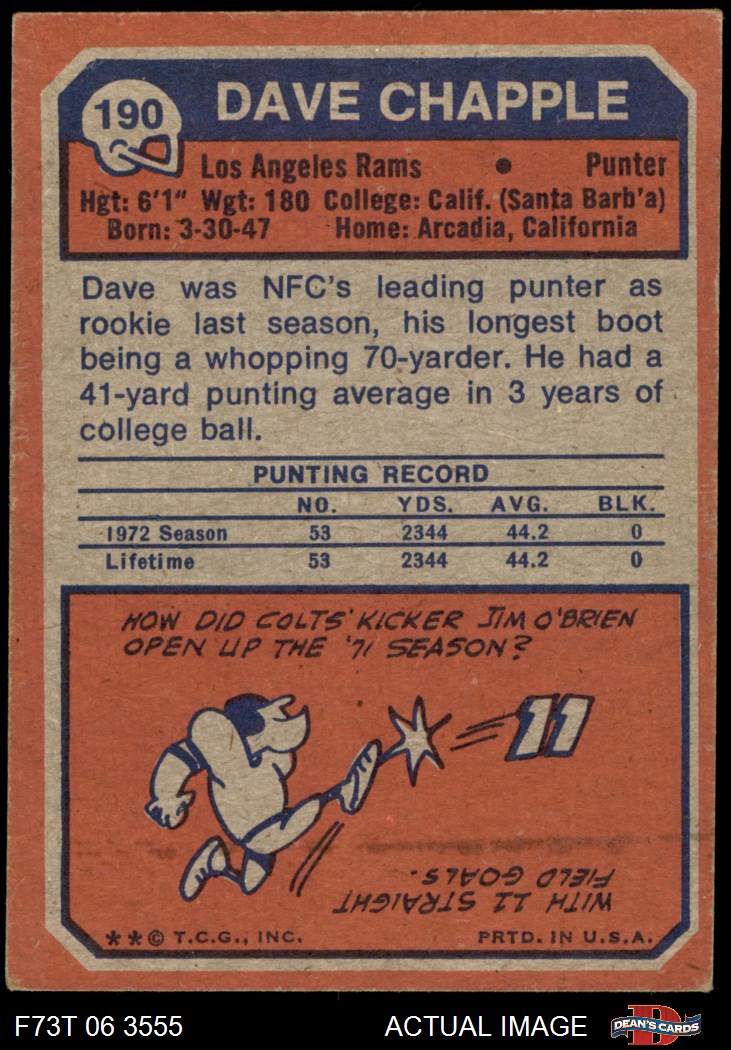 190
DAVE CHAPPLE
Los Angeles Rams • Punter
Hgt: 6'1" Wgt: 180 College: Calif. (Santa Barb'a)
Born: 3-30-47 Home: Arcadia, California
Dave was NFC's leading punter as
rookie last season, his longest boot
being a whopping 70-yarder. He had a
41-yard punting average in 3 years of
college ball.
PUNTING RECORD
NO. YDS. AVG. BLK.
1972 Season 53 2344 44.2 0
Lifetime 53 2344 44.2 0
HOW DID COLTS' KICKER JIM O'BRIEN
OPEN UP THE '71 SEASON?
11
WITH 11 STRAIGHT
FIELD GOALS.
**© T.C.G., INC. PRTD. IN U.S.A.
F73T 06 3555 ACTUAL IMAGE D DEAN'S CARDS